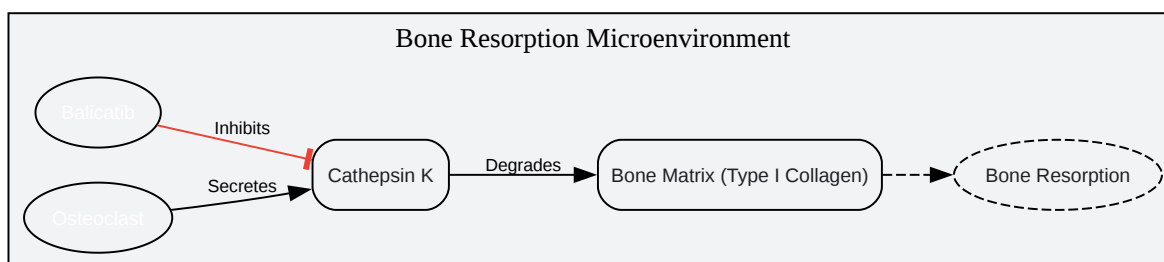 Bone Resorption Microenvironment
Balicatib
Inhibits
Osteoclast
Secretes
Cathepsin K
Degrades
Bone Matrix (Type I Collagen)
Bone Resorption